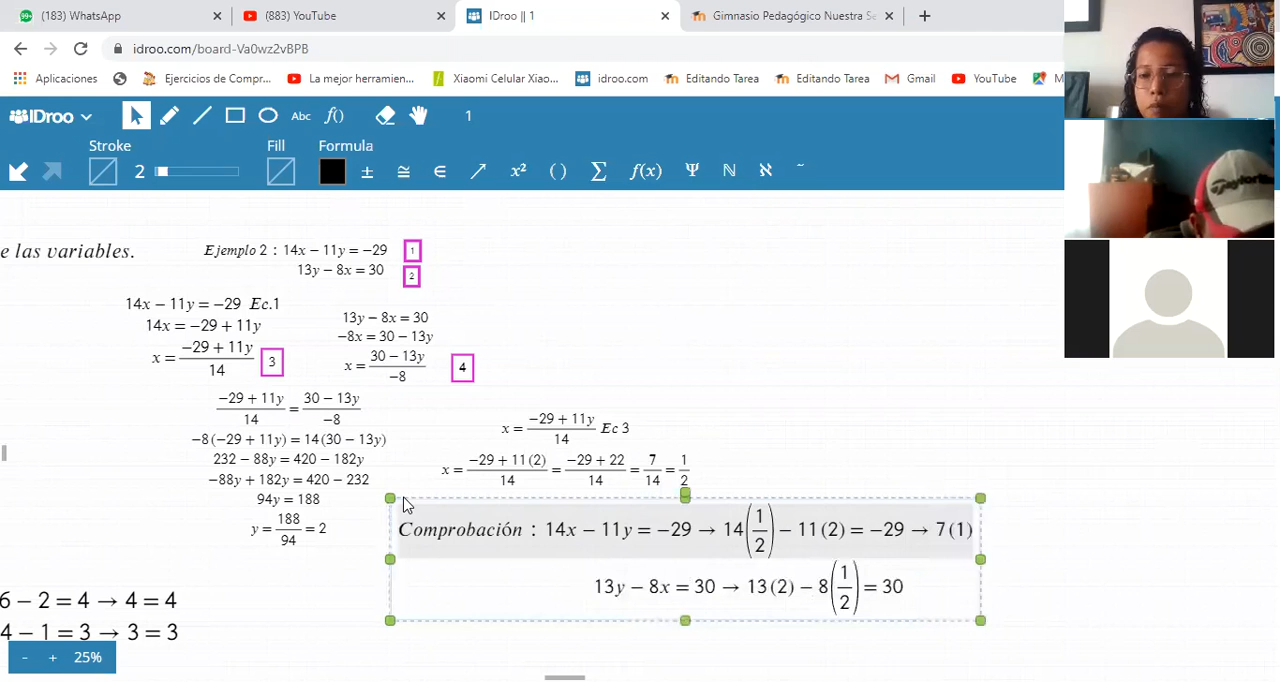 (183) WhatsApp (883) YouTube IDroo || 1 Gimnasio Pedagógico Nuestra Se
idroo.com/board-Va0wz2vBPB
Aplicaciones Ejercicios de Compr... La mejor herramien... Xiaomi Celular Xiao... idroo.com Editando Tarea Editando Tarea Gmail YouTube M
IDroo Abc f() 1
Stroke Fill Formula
2 ± ≅ ∈ x² ( ) ∑ f(x) Ψ ℕ ℵ ~
e las variables. Ejemplo 2 : 14x − 11y = −29 1
13y − 8x = 30 2
14x − 11y = −29 Ec.1
14x = −29 + 11y
x = (−29 + 11y)/14 3
13y − 8x = 30
−8x = 30 − 13y
x = (30 − 13y)/−8 4
(−29 + 11y)/14 = (30 − 13y)/−8
−8(−29 + 11y) = 14(30 − 13y)
232 − 88y = 420 − 182y
−88y + 182y = 420 − 232
94y = 188
y = 188/94 = 2
x = (−29 + 11y)/14 Ec 3
x = (−29 + 11(2))/14 = (−29 + 22)/14 = 7/14 = 1/2
Comprobación : 14x − 11y = −29 → 14(1/2) − 11(2) = −29 → 7(1)
13y − 8x = 30 → 13(2) − 8(1/2) = 30
6 − 2 = 4 → 4 = 4
4 − 1 = 3 → 3 = 3
- + 25%